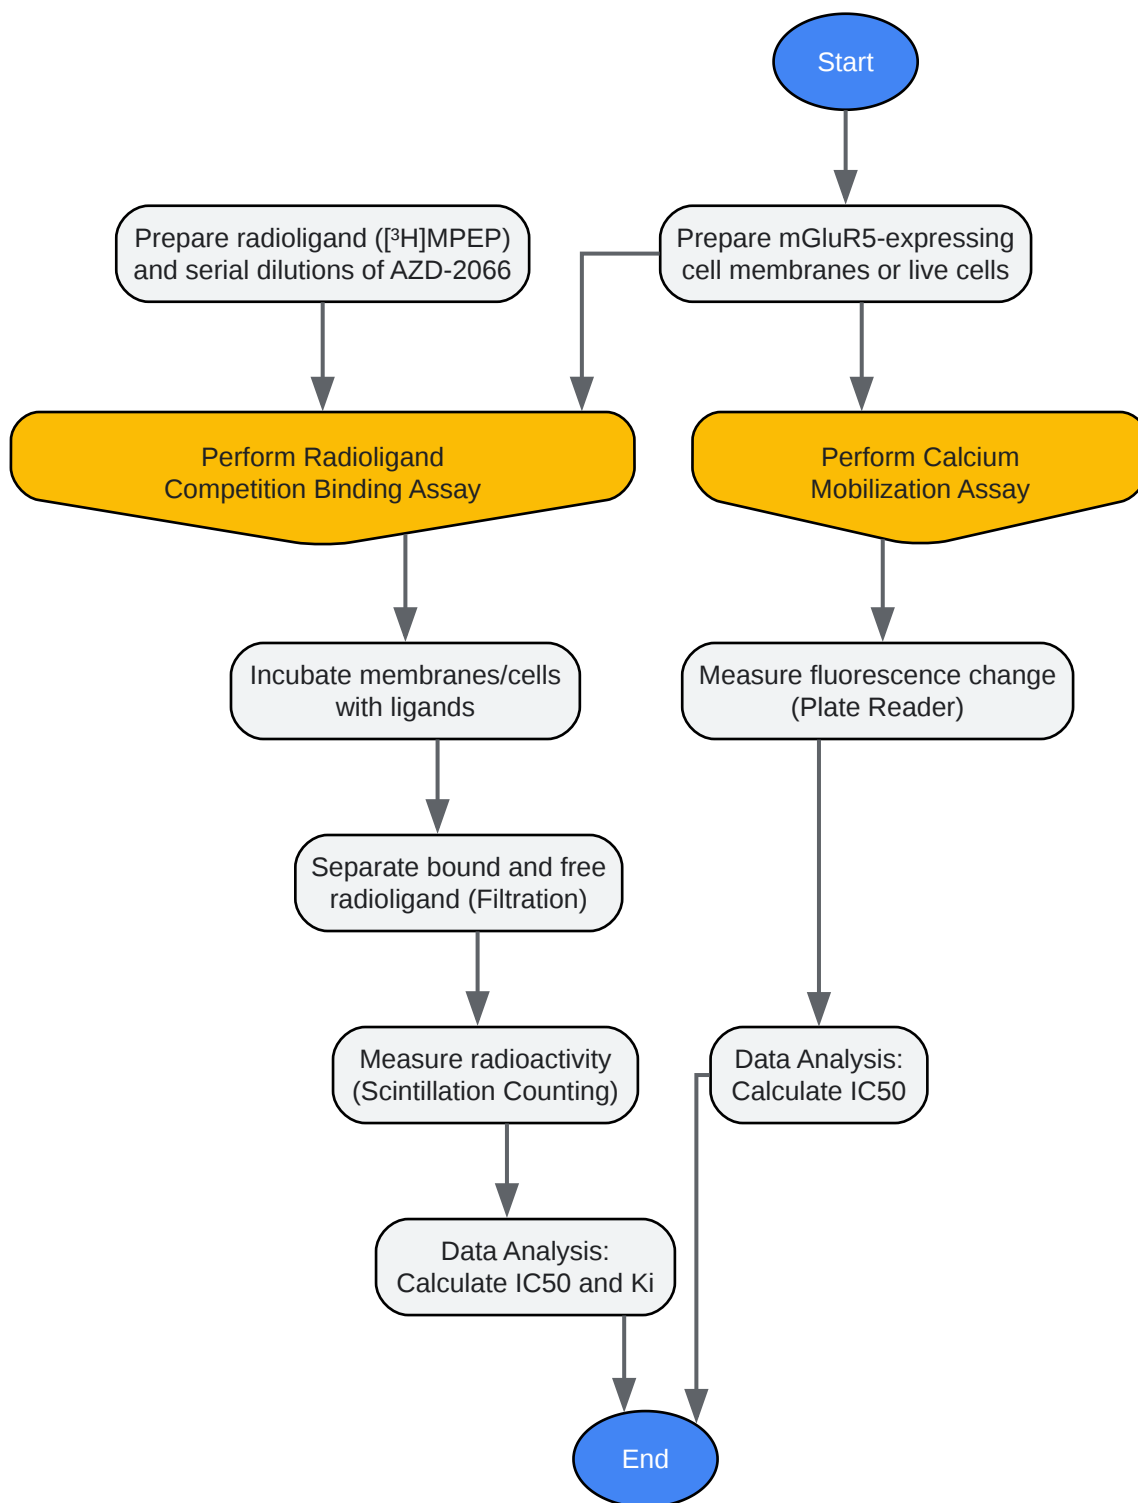 Start
Prepare radioligand ([³H]MPEP)
and serial dilutions of AZD-2066
Prepare mGluR5-expressing
cell membranes or live cells
Perform Radioligand
Competition Binding Assay
Perform Calcium
Mobilization Assay
Incubate membranes/cells
with ligands
Measure fluorescence change
(Plate Reader)
Separate bound and free
radioligand (Filtration)
Measure radioactivity
(Scintillation Counting)
Data Analysis:
Calculate IC50
Data Analysis:
Calculate IC50 and Ki
End